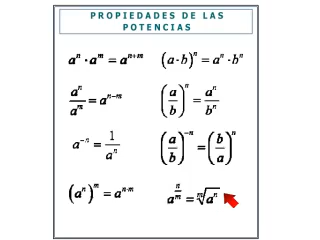 PROPIEDADES DE LAS
POTENCIAS
aⁿ · aᵐ = aⁿ⁺ᵐ (a·b)ⁿ = aⁿ · bⁿ
aⁿ/aᵐ = aⁿ⁻ᵐ (a/b)ⁿ = aⁿ/bⁿ
a⁻ⁿ = 1/aⁿ (a/b)⁻ⁿ = (b/a)ⁿ
(aⁿ)ᵐ = aⁿ·ᵐ a^(n/m) = ᵐ√aⁿ